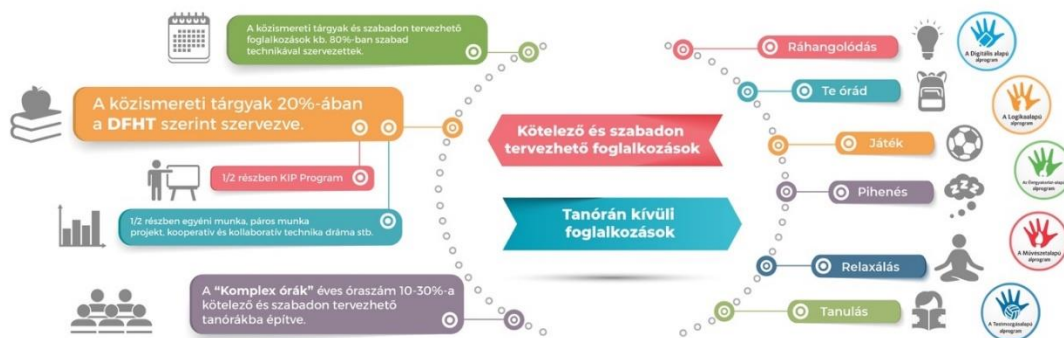 A közismereti tárgyak és szabadon tervezhető
foglalkozások kb. 80%-ban szabad
technikával szervezettek.
A közismereti tárgyak 20%-ában
a DFHT szerint szervezve.
1/2 részben KIP Program
1/2 részben egyéni munka, páros munka
projekt, kooperatív és kollaboratív technika dráma stb.
A "Komplex órák" éves óraszám 10-30%-a
kötelező és szabadon tervezhető
tanórákba építve.
Kötelező és szabadon
tervezhető foglalkozások
Tanórán kívüli
foglalkozások
Ráhangolódás
Te órád
Játék
Pihenés
Relaxálás
Tanulás
A Digitális alapú
alprogram
A Logikaalapú
alprogram
alprogram
A Művészetalapú
alprogram
A Testmozgásalapú
alprogram